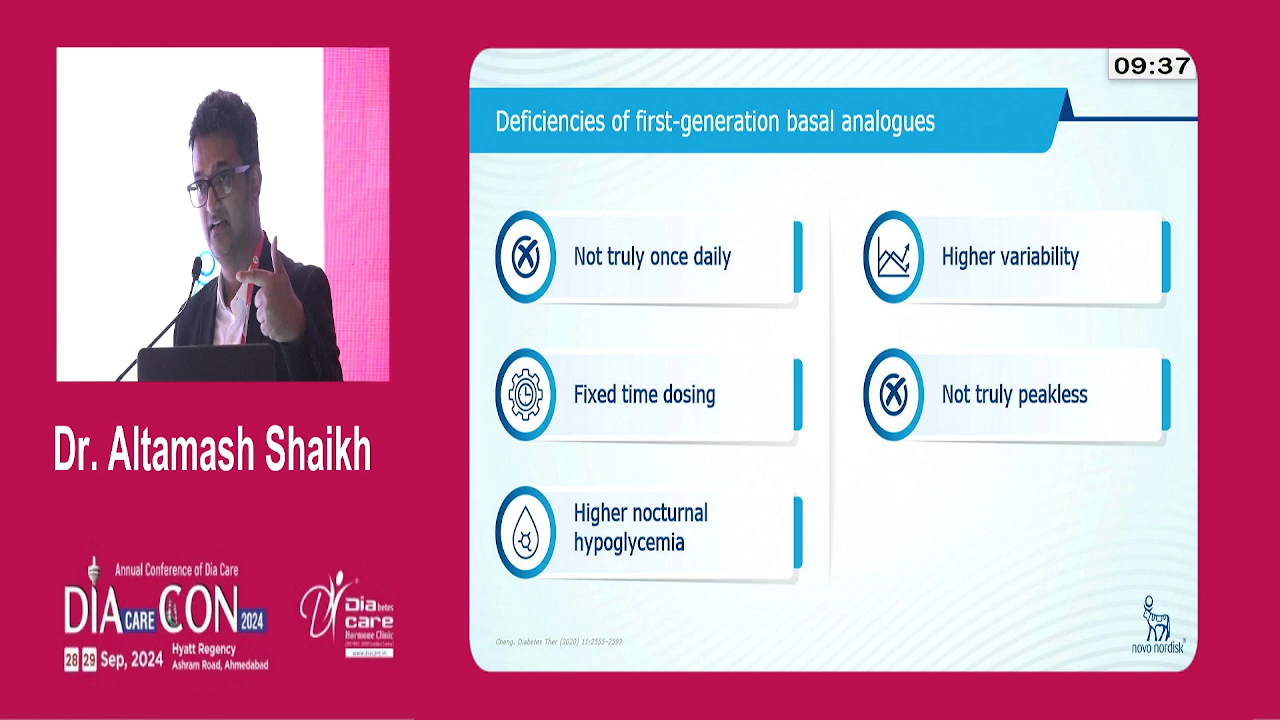 09:37
Deficiencies of first-generation basal analogues
Not truly once daily
Higher variability
Fixed time dosing
Not truly peakless
Higher nocturnal
hypoglycemia
Cheng. Diabetes Ther (2020) 11:2555–2593
novo nordisk
Dr. Altamash Shaikh
Annual Conference of Dia Care
DIA CARE CON 2024
28 29 Sep, 2024
Hyatt Regency
Ashram Road, Ahmedabad
Diabetes
care
Hormone Clinic
www.diacare.in